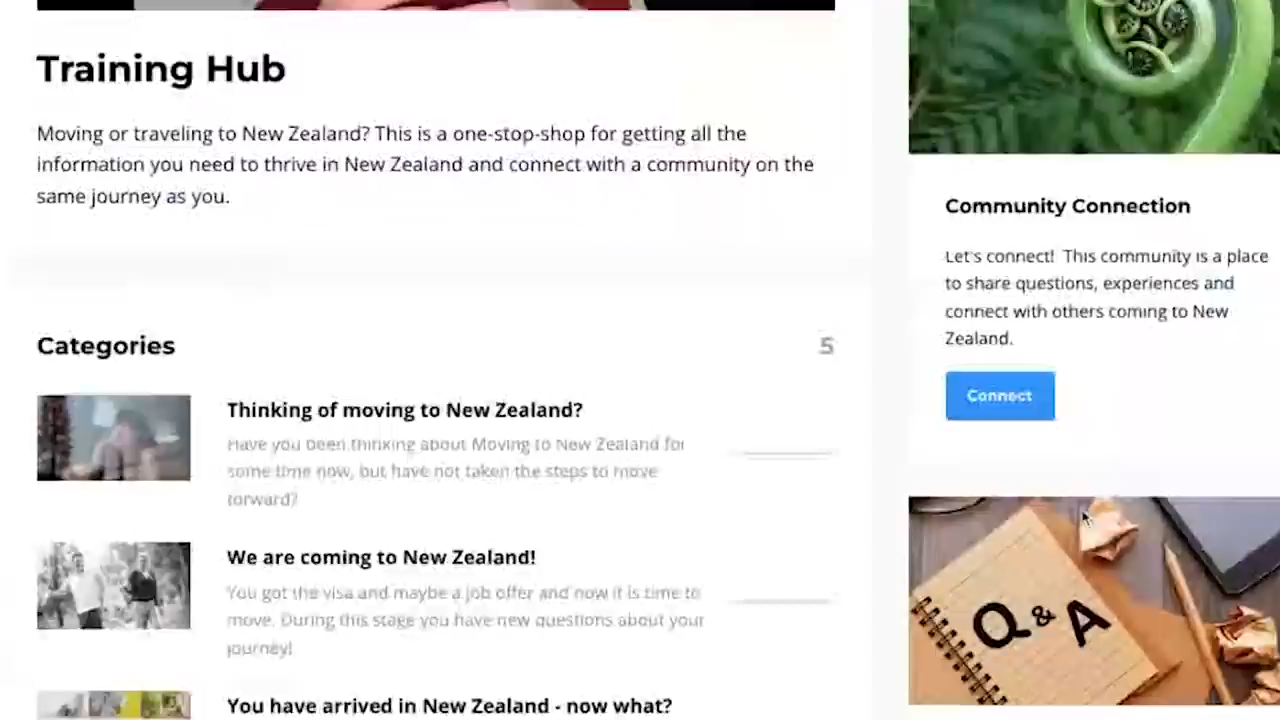 Training Hub
Moving or traveling to New Zealand? This is a one-stop-shop for getting all the
information you need to thrive in New Zealand and connect with a community on the
same journey as you.
Categories
5
Thinking of moving to New Zealand?
Have you been thinking about Moving to New Zealand for
some time now, but have not taken the steps to move
forward?
We are coming to New Zealand!
You got the visa and maybe a job offer and now it is time to
move. During this stage you have new questions about your
journey!
You have arrived in New Zealand - now what?
Community Connection
Let's connect! This community is a place
to share questions, experiences and
connect with others coming to New
Zealand.
Connect
Q & A